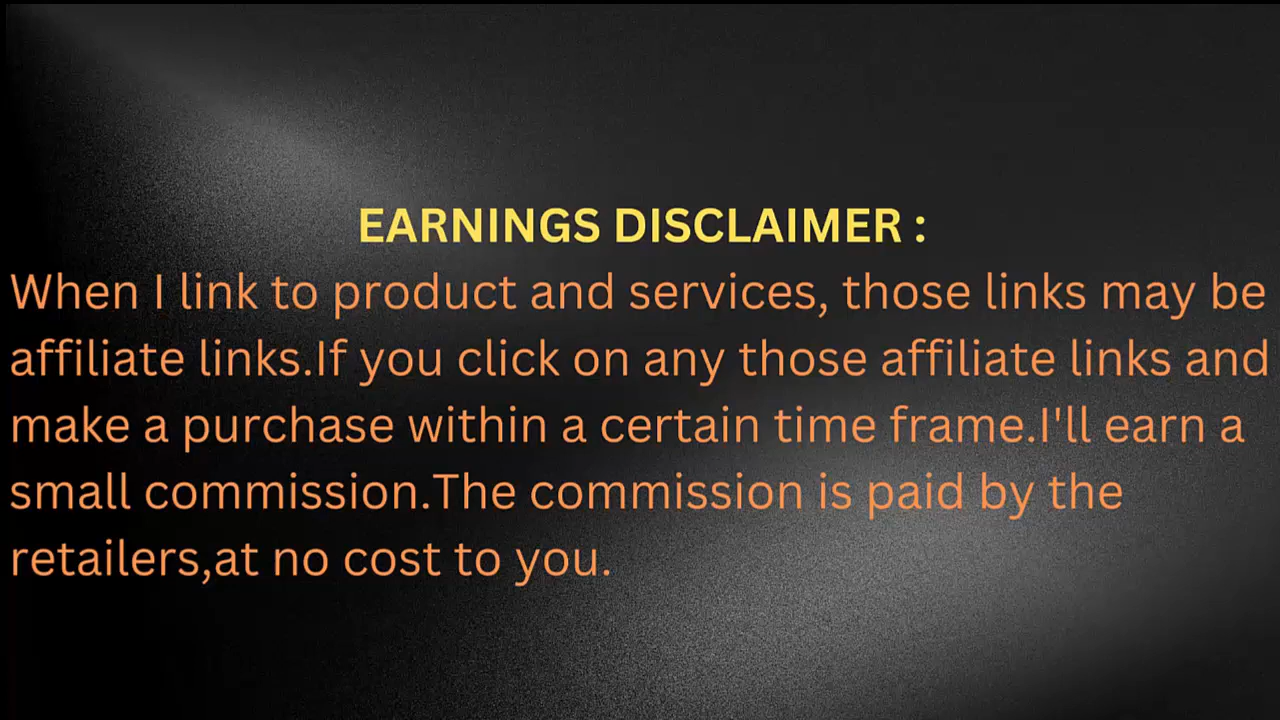 EARNINGS DISCLAIMER :
When I link to product and services, those links may be
affiliate links.If you click on any those affiliate links and
make a purchase within a certain time frame.I'll earn a
small commission.The commission is paid by the
retailers,at no cost to you.